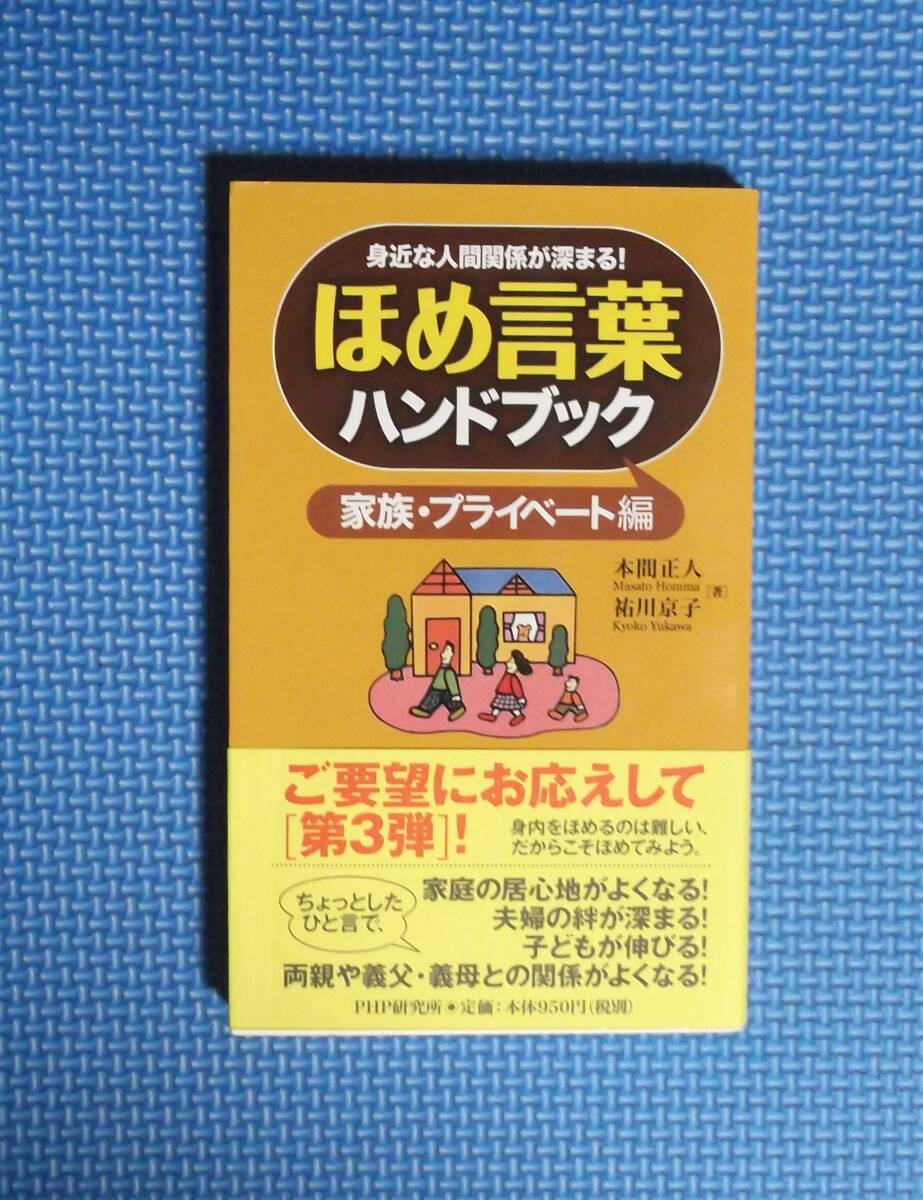 身近な人間関係が深まる!
ほめ言葉
ハンドブック
家族・プライベート編
本間正人
Masato Homma
祐川京子
Kyoko Yukawa
[著]
ご要望にお応えして
[第3弾]!
身内をほめるのは難しい、
だからこそほめてみよう。
ちょっとした
ひと言で、
家庭の居心地がよくなる!
夫婦の絆が深まる!
子どもが伸びる!
両親や義父・義母との関係がよくなる!
PHP研究所●定価:本体950円(税別)